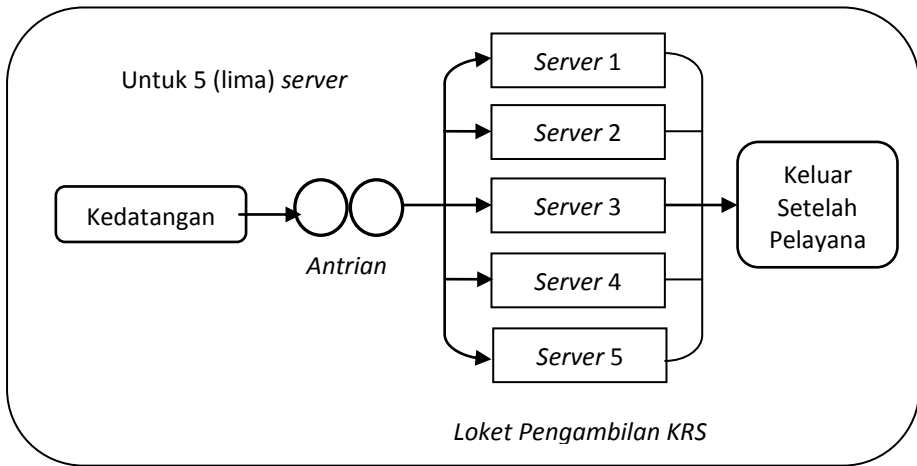 Untuk 5 (lima) server
Kedatangan
Antrian
Server 1
Server 2
Server 3
Server 4
Server 5
Keluar
Setelah
Pelayana
Loket Pengambilan KRS